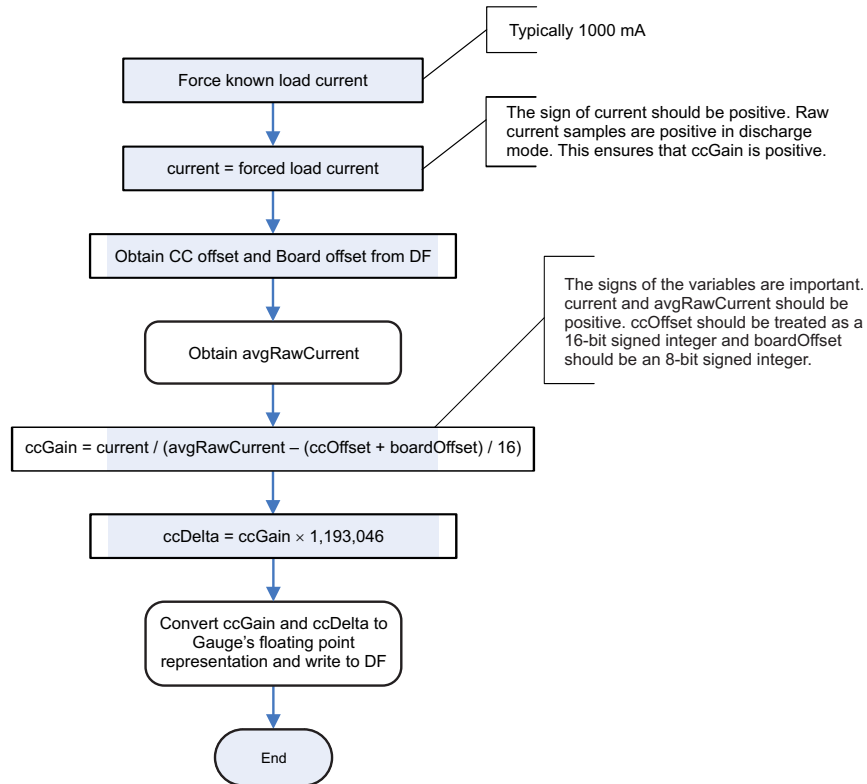 Typically 1000 mA
Force known load current
The sign of current should be positive. Raw
current samples are positive in discharge
mode. This ensures that ccGain is positive.
current = forced load current
Obtain CC offset and Board offset from DF
The signs of the variables are important.
current and avgRawCurrent should be
positive. ccOffset should be treated as a
16-bit signed integer and boardOffset
should be an 8-bit signed integer.
Obtain avgRawCurrent
ccGain = current / (avgRawCurrent – (ccOffset + boardOffset) / 16)
ccDelta = ccGain × 1,193,046
Convert ccGain and ccDelta to
Gauge’s floating point
representation and write to DF
End